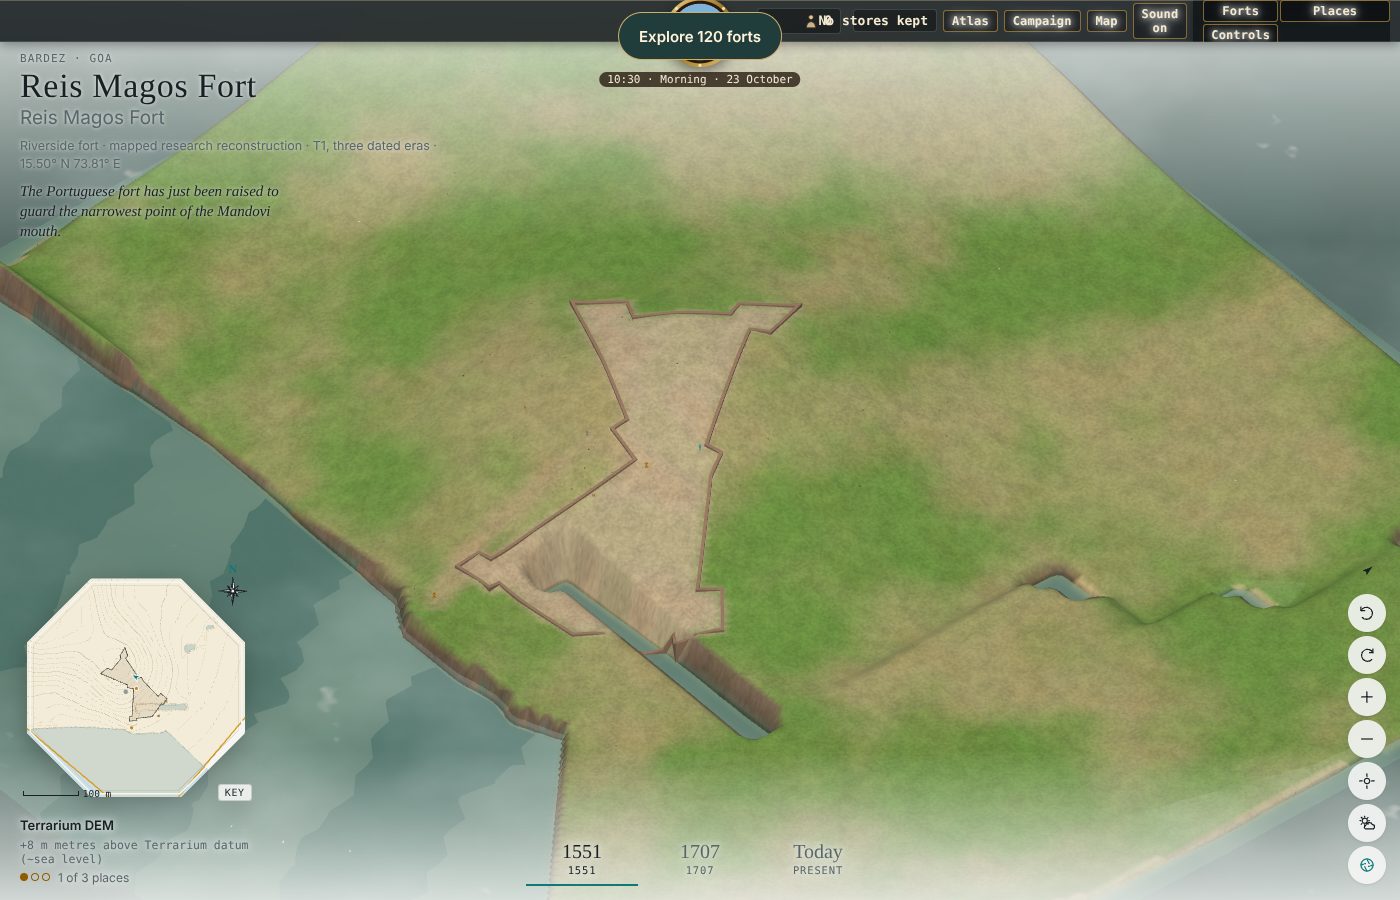 Explore 120 forts
No stores kept
Atlas
Campaign
Map
Sound on
Forts
Places
Controls
10:30 · Morning · 23 October
BARDEZ · GOA
Reis Magos Fort
Reis Magos Fort
Riverside fort · mapped research reconstruction · T1, three dated eras ·
15.50° N 73.81° E
The Portuguese fort has just been raised to
guard the narrowest point of the Mandovi
mouth.
N
100 m
KEY
Terrarium DEM
+8 m metres above Terrarium datum
(~sea level)
1 of 3 places
1551
1551
1707
1707
Today
PRESENT